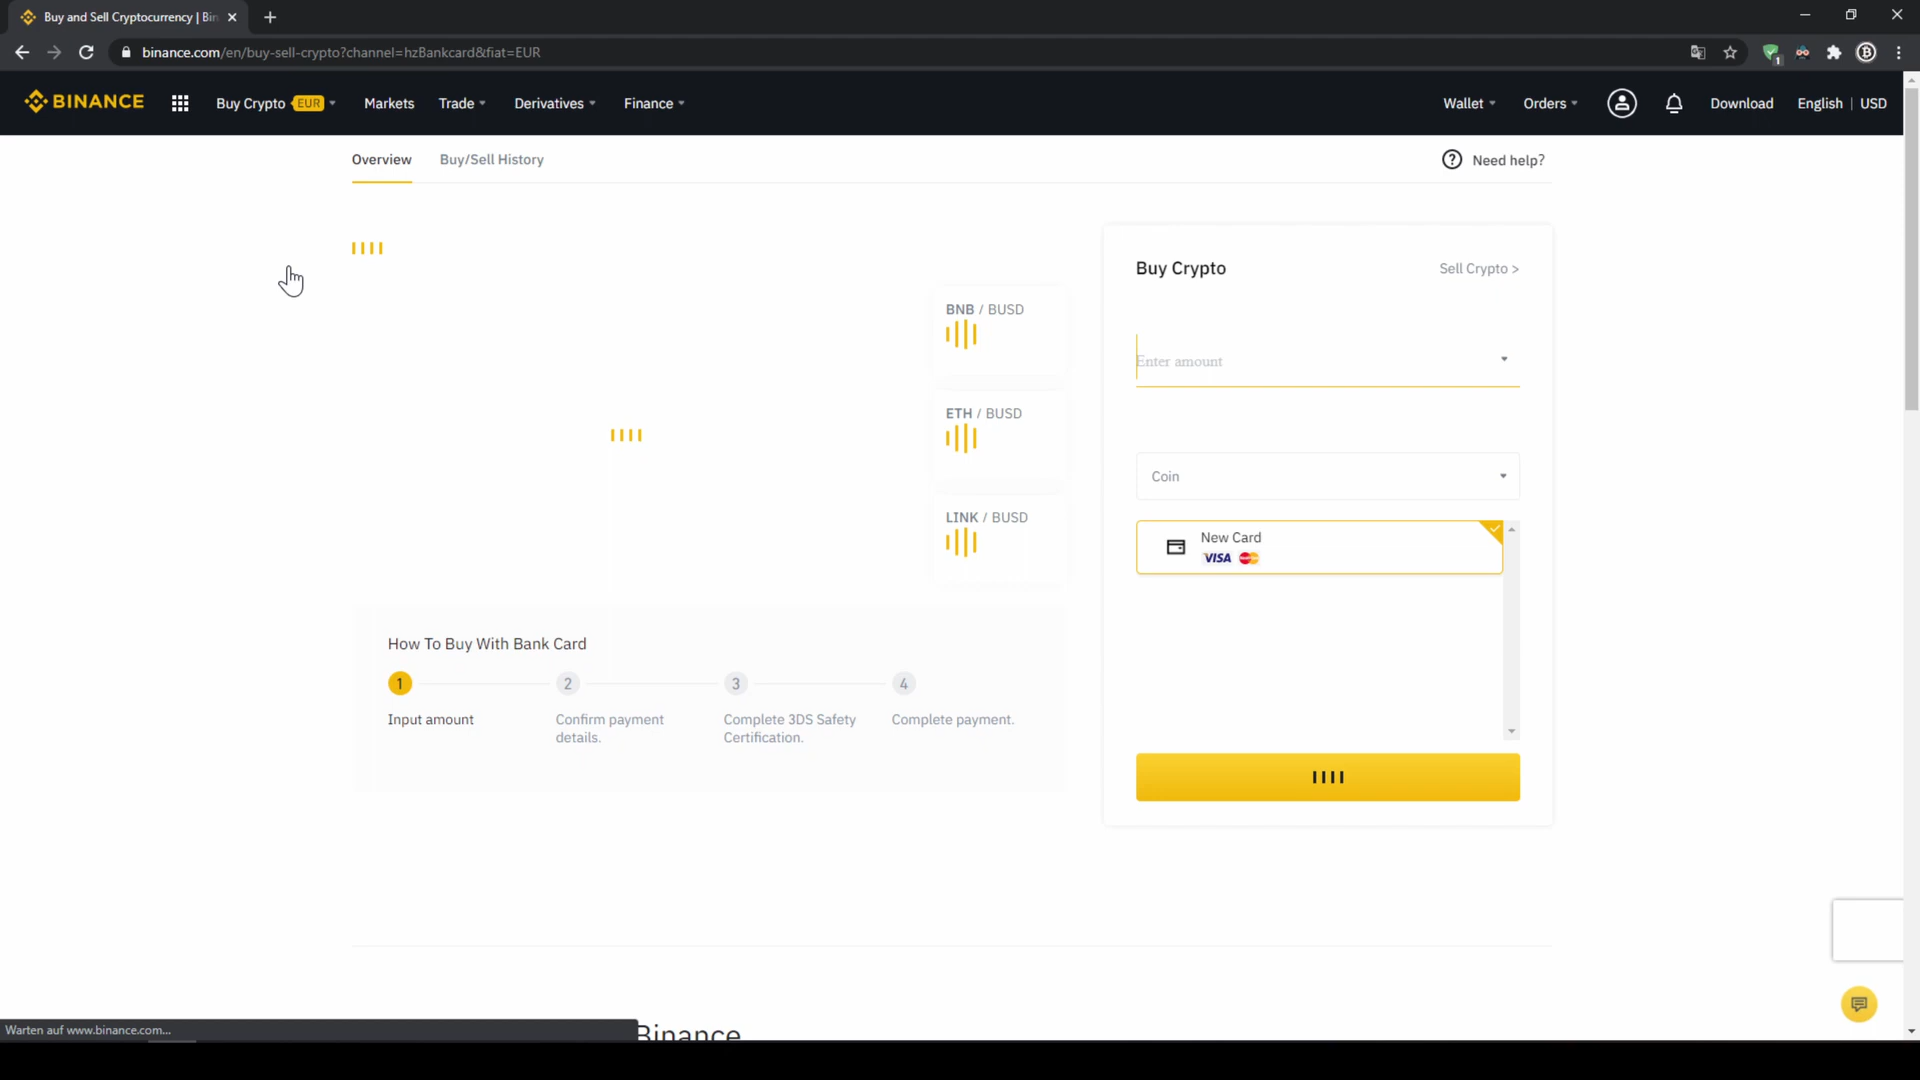 Buy and Sell Cryptocurrency | Bin
binance.com/en/buy-sell-crypto?channel=hzBankcard&fiat=EUR
1
BINANCE
Buy Crypto EUR
Markets
Trade
Derivatives
Finance
Wallet
Orders
Download
English | USD
Overview
Buy/Sell History
Need help?
Buy Crypto
Sell Crypto >
BNB / BUSD
Enter amount
ETH / BUSD
Coin
LINK / BUSD
New Card
VISA
How To Buy With Bank Card
1
2
3
4
Input amount
Confirm payment
details.
Complete 3DS Safety
Certification.
Complete payment.
Warten auf www.binance.com...
Binance